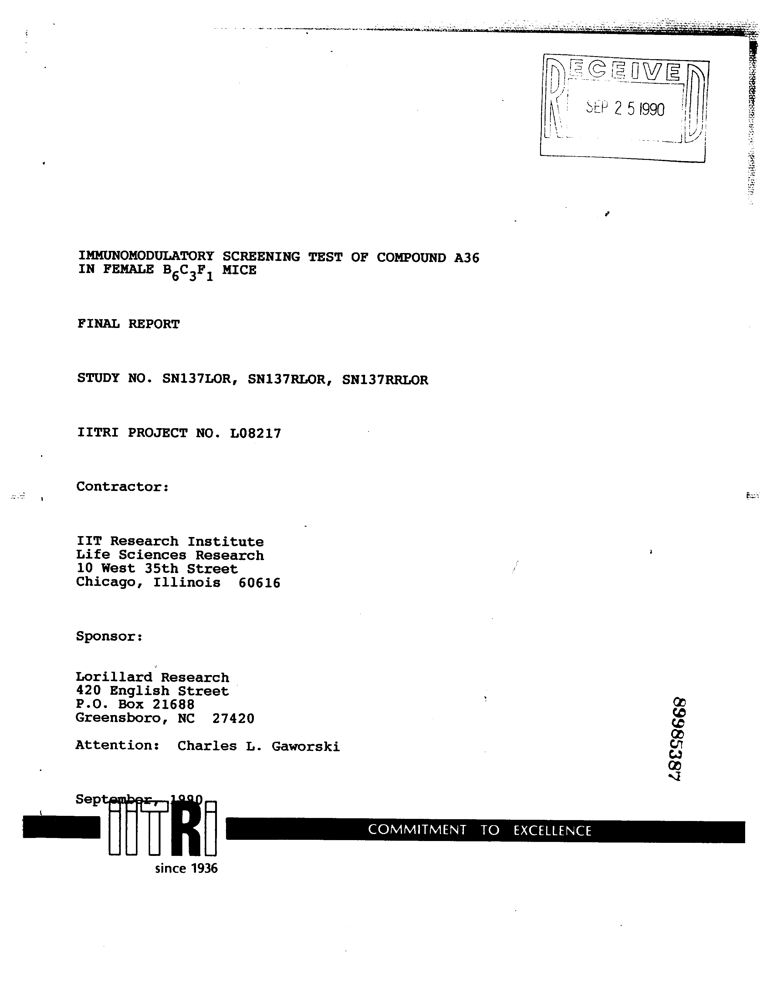 RECEIVED
SEP 25 1990
IMMUNOMODULATORY SCREENING TEST OF COMPOUND A36
IN FEMALE B6C3F1 MICE
FINAL REPORT
STUDY NO. SN137LOR, SN137RLOR, SN137RRLOR
IITRI PROJECT NO. L08217
Contractor:
IIT Research Institute
Life Sciences Research
10 West 35th Street
Chicago, Illinois 60616
Sponsor:
Lorillard Research
420 English Street
P.O. Box 21688
Greensboro, NC 27420
Attention: Charles L. Gaworski
89985387
September, 1990
IITRI
COMMITMENT TO EXCELLENCE
since 1936